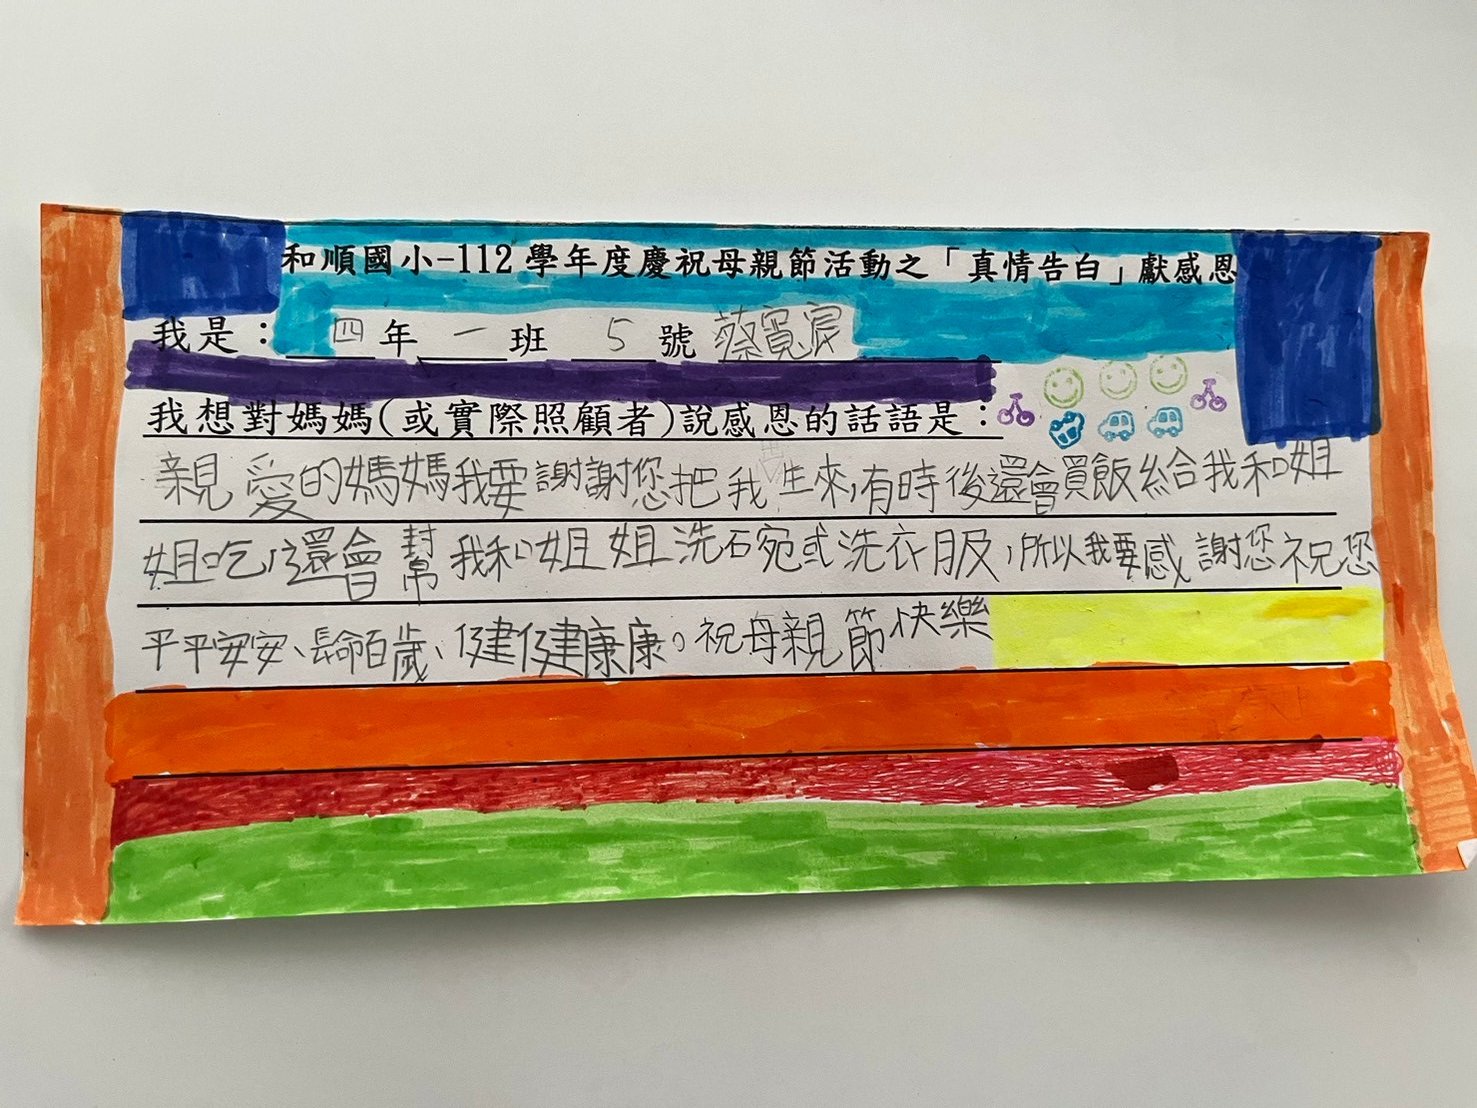 和順國小-112學年度慶祝母親節活動之「真情告白」獻感恩
我是：四年一班 5號 蔡寬宸
我想對媽媽(或實際照顧者)說感恩的話語是：
親愛的媽媽我要謝謝您把我生來,有時後還會買飯給我和姐
姐吃,還會幫我和姐姐洗碗或洗衣服,所以我要感謝您祝您
平平安安、長命百歲、健健康康。祝母親節快樂